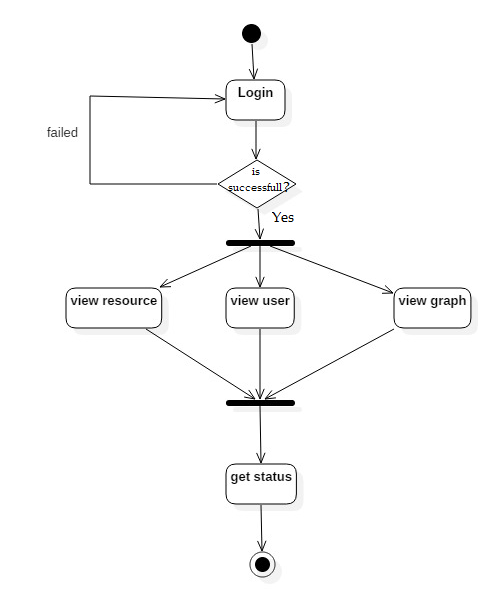 Login
failed
is
successfull?
Yes
view resource
view user
view graph
get status